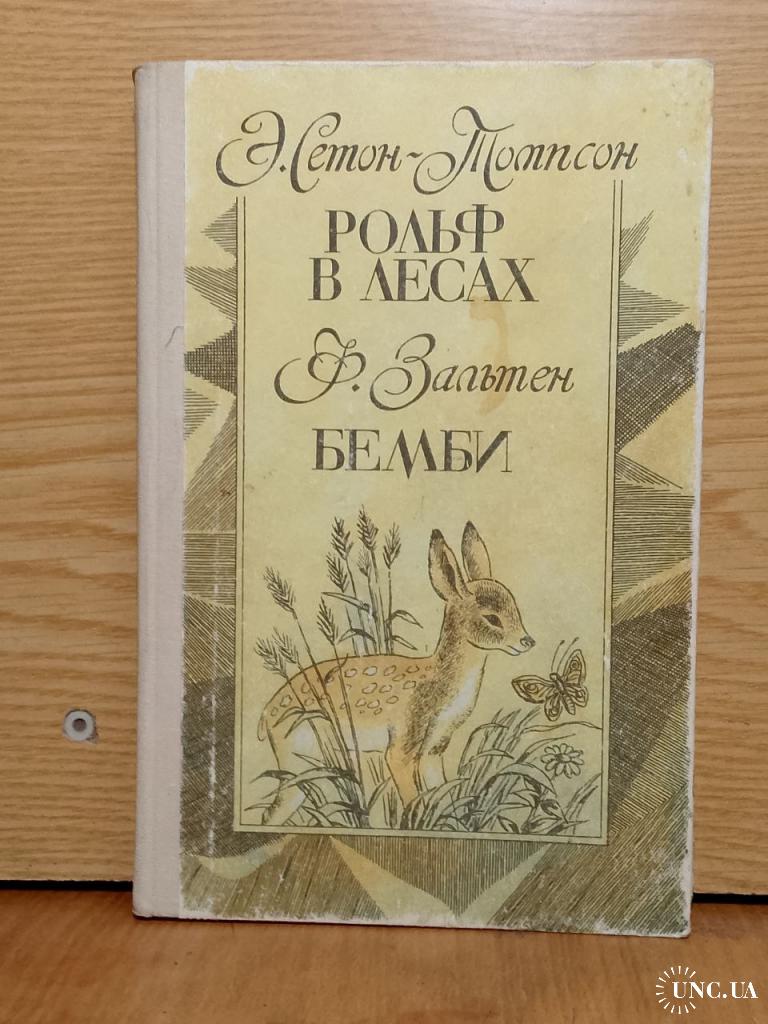 Э. Сетон-Томпсон
РОЛЬФ
В ЛЕСАХ
Ф. Зальтен
БЕМБИ
UNC.UA